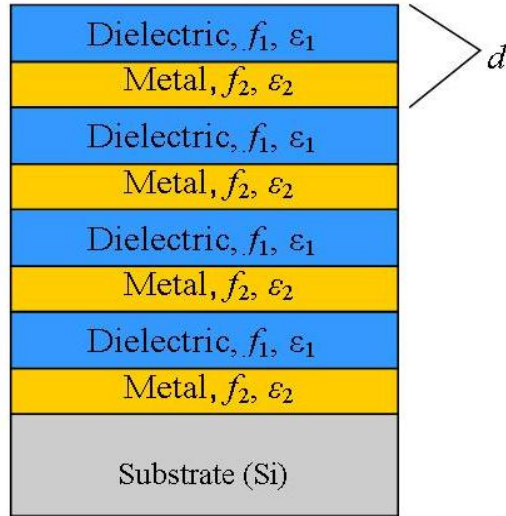 Dielectric, f₁, ε₁
d
Metal, f₂, ε₂
Dielectric, f₁, ε₁
Metal, f₂, ε₂
Dielectric, f₁, ε₁
Metal, f₂, ε₂
Dielectric, f₁, ε₁
Metal, f₂, ε₂
Substrate (Si)